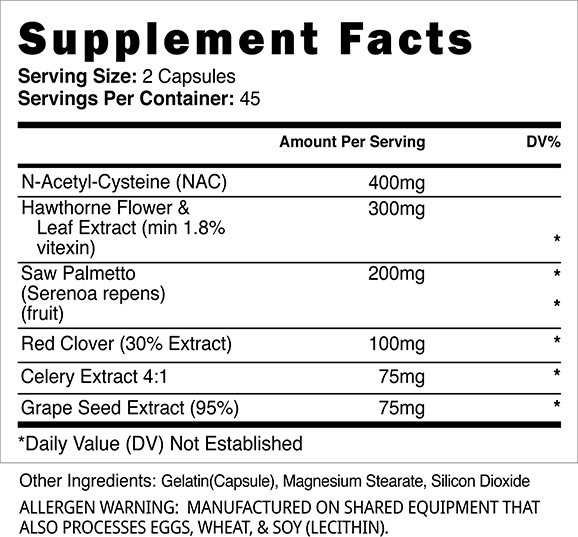 Supplement Facts
Serving Size: 2 Capsules
Servings Per Container: 45
Amount Per Serving DV%
N-Acetyl-Cysteine (NAC) 400mg
Hawthorne Flower & 300mg
Leaf Extract (min 1.8%
vitexin) *
Saw Palmetto 200mg *
(Serenoa repens) *
(fruit)
Red Clover (30% Extract) 100mg *
Celery Extract 4:1 75mg *
Grape Seed Extract (95%) 75mg *
*Daily Value (DV) Not Established
Other Ingredients: Gelatin(Capsule), Magnesium Stearate, Silicon Dioxide
ALLERGEN WARNING: MANUFACTURED ON SHARED EQUIPMENT THAT
ALSO PROCESSES EGGS, WHEAT, & SOY (LECITHIN).